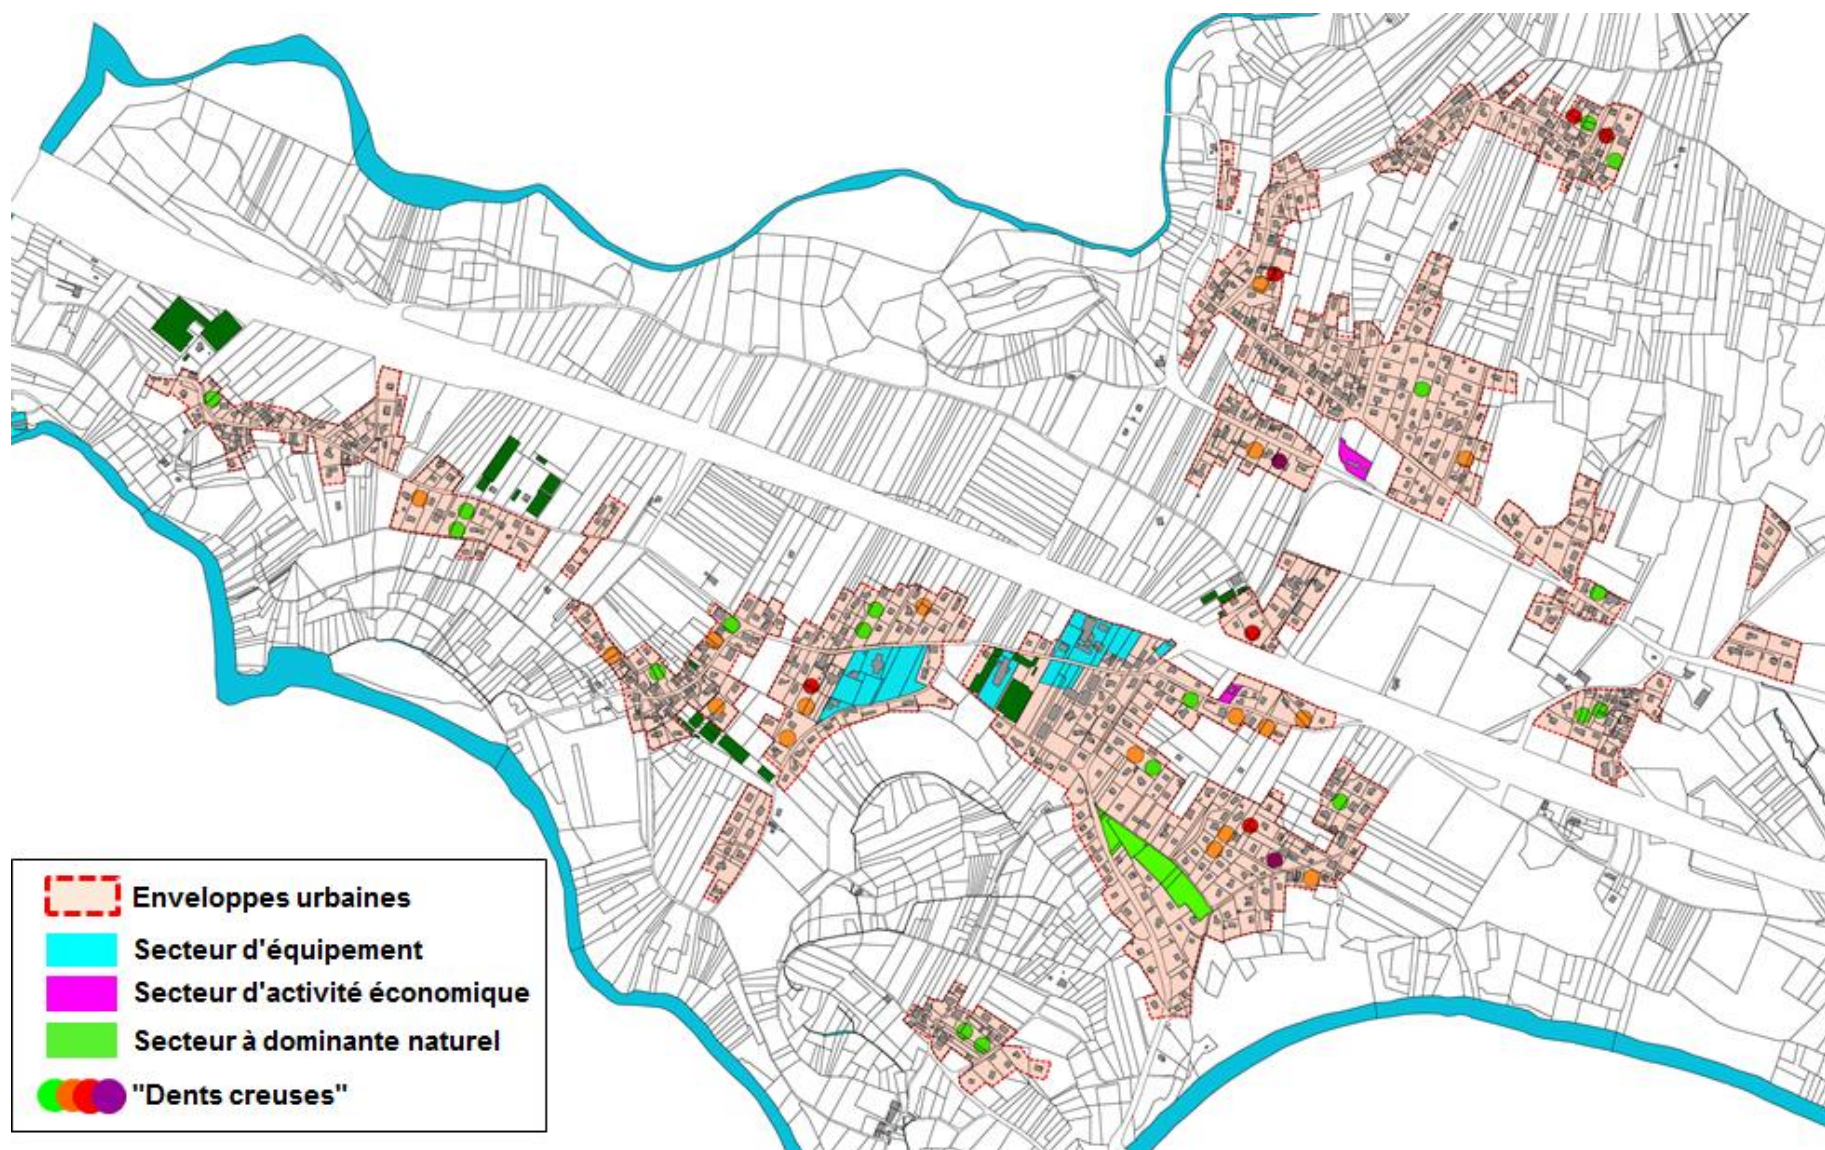 Enveloppes urbaines
Secteur d'équipement
Secteur d'activité économique
Secteur à dominante naturel
"Dents creuses"